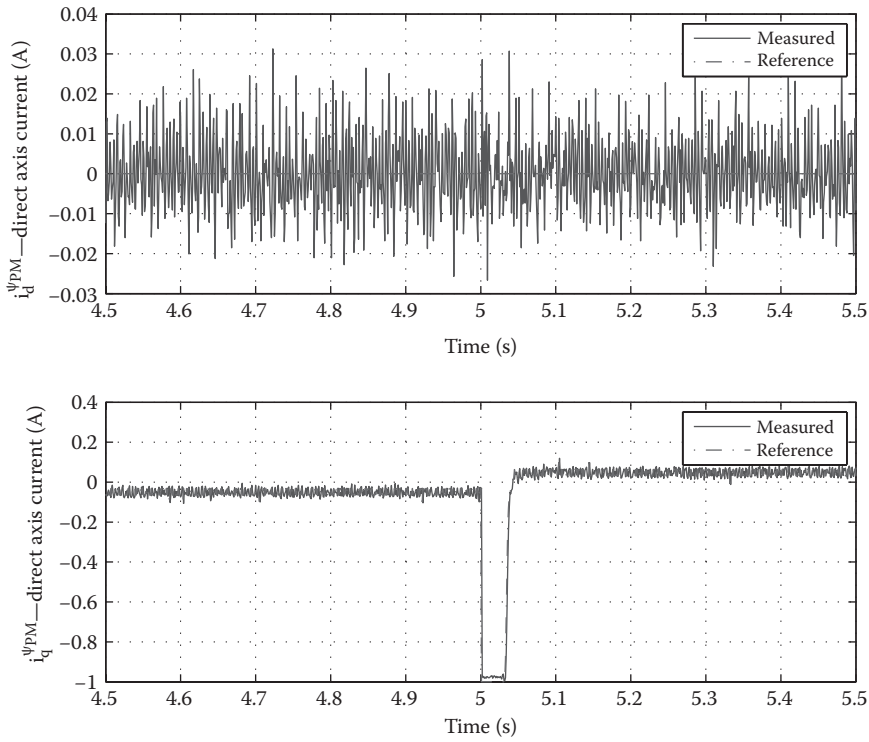 0.04
0.03
0.02
0.01
0
−0.01
−0.02
−0.03
i_d^ψPM—direct axis current (A)
Measured
Reference
4.5 4.6 4.7 4.8 4.9 5 5.1 5.2 5.3 5.4 5.5
Time (s)
0.4
0.2
0
−0.2
−0.4
−0.6
−0.8
−1
i_q^ψPM—direct axis current (A)
Measured
Reference
4.5 4.6 4.7 4.8 4.9 5 5.1 5.2 5.3 5.4 5.5
Time (s)